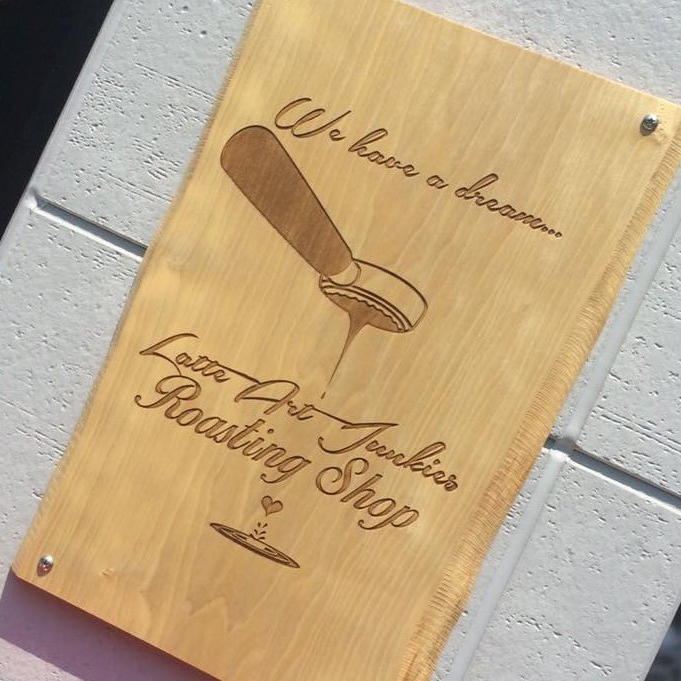 We have a dream...
Latte Art Junkies
Roasting Shop